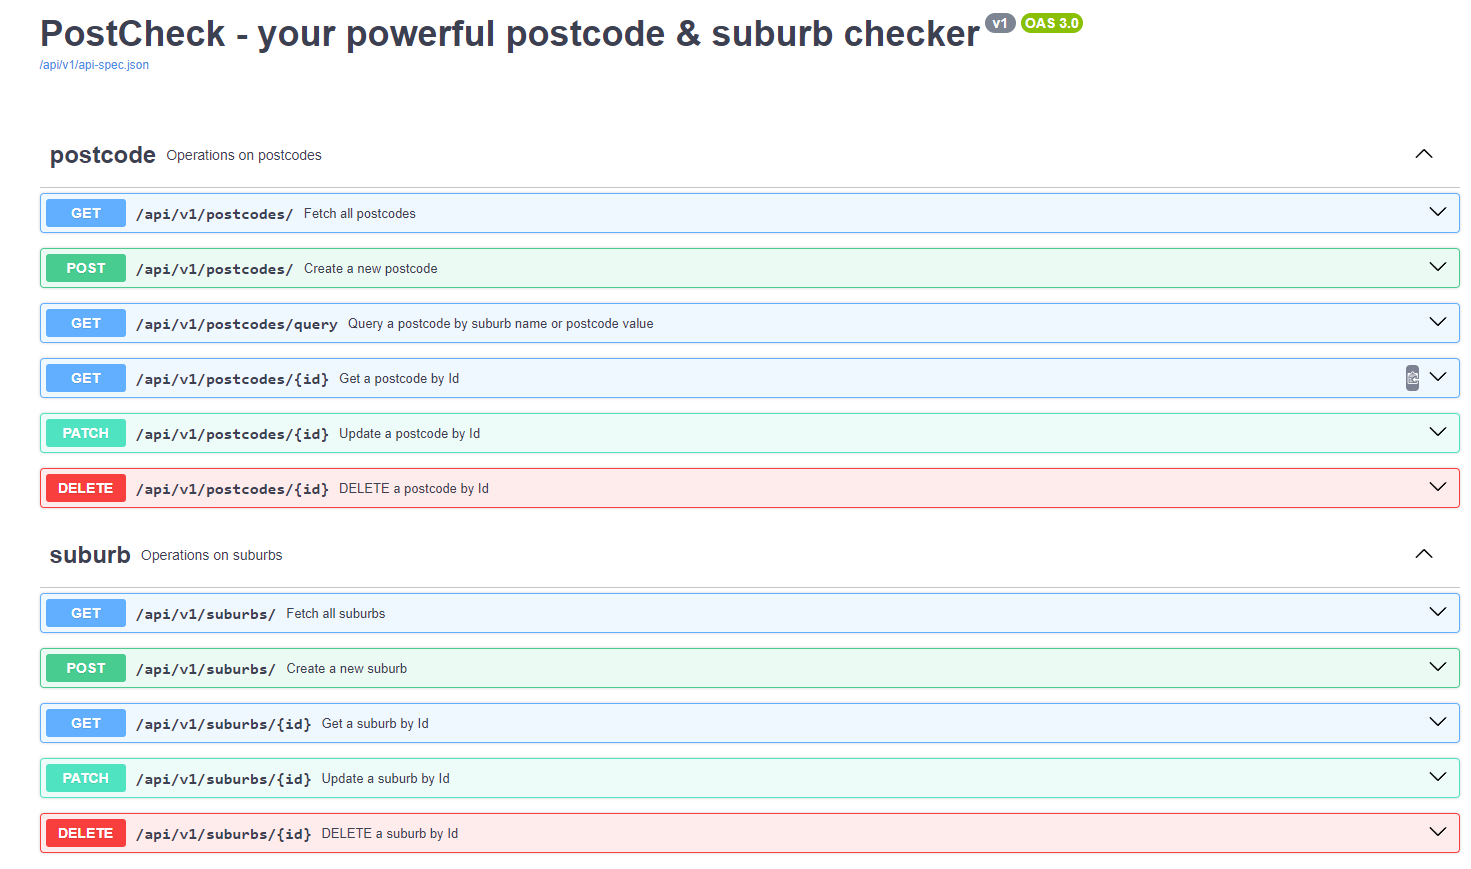 PostCheck - your powerful postcode & suburb checker v1 OAS 3.0
/api/v1/api-spec.json
postcode Operations on postcodes
GET /api/v1/postcodes/ Fetch all postcodes
POST /api/v1/postcodes/ Create a new postcode
GET /api/v1/postcodes/query Query a postcode by suburb name or postcode value
GET /api/v1/postcodes/{id} Get a postcode by Id
PATCH /api/v1/postcodes/{id} Update a postcode by Id
DELETE /api/v1/postcodes/{id} DELETE a postcode by Id
suburb Operations on suburbs
GET /api/v1/suburbs/ Fetch all suburbs
POST /api/v1/suburbs/ Create a new suburb
GET /api/v1/suburbs/{id} Get a suburb by Id
PATCH /api/v1/suburbs/{id} Update a suburb by Id
DELETE /api/v1/suburbs/{id} DELETE a suburb by Id